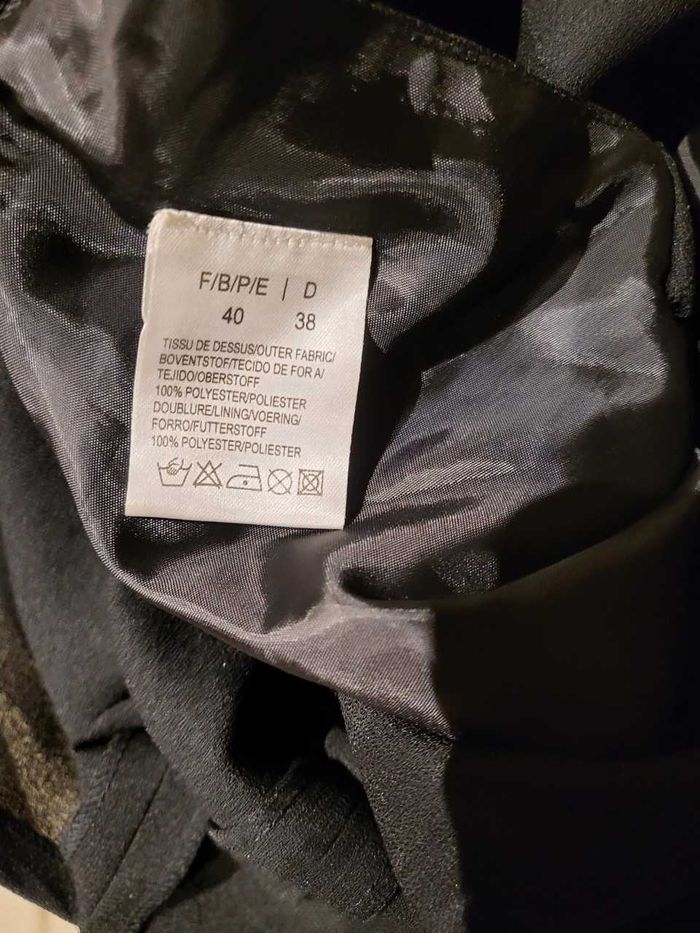 F/B/P/E | D
40 38
TISSU DE DESSUS/OUTER FABRIC/
BOVENTSTOF/TECIDO DE FOR A/
TEJIDO/OBERSTOFF
100% POLYESTER/POLIESTER
DOUBLURE/LINING/VOERING/
FORRO/FUTTERSTOFF
100% POLYESTER/POLIESTER